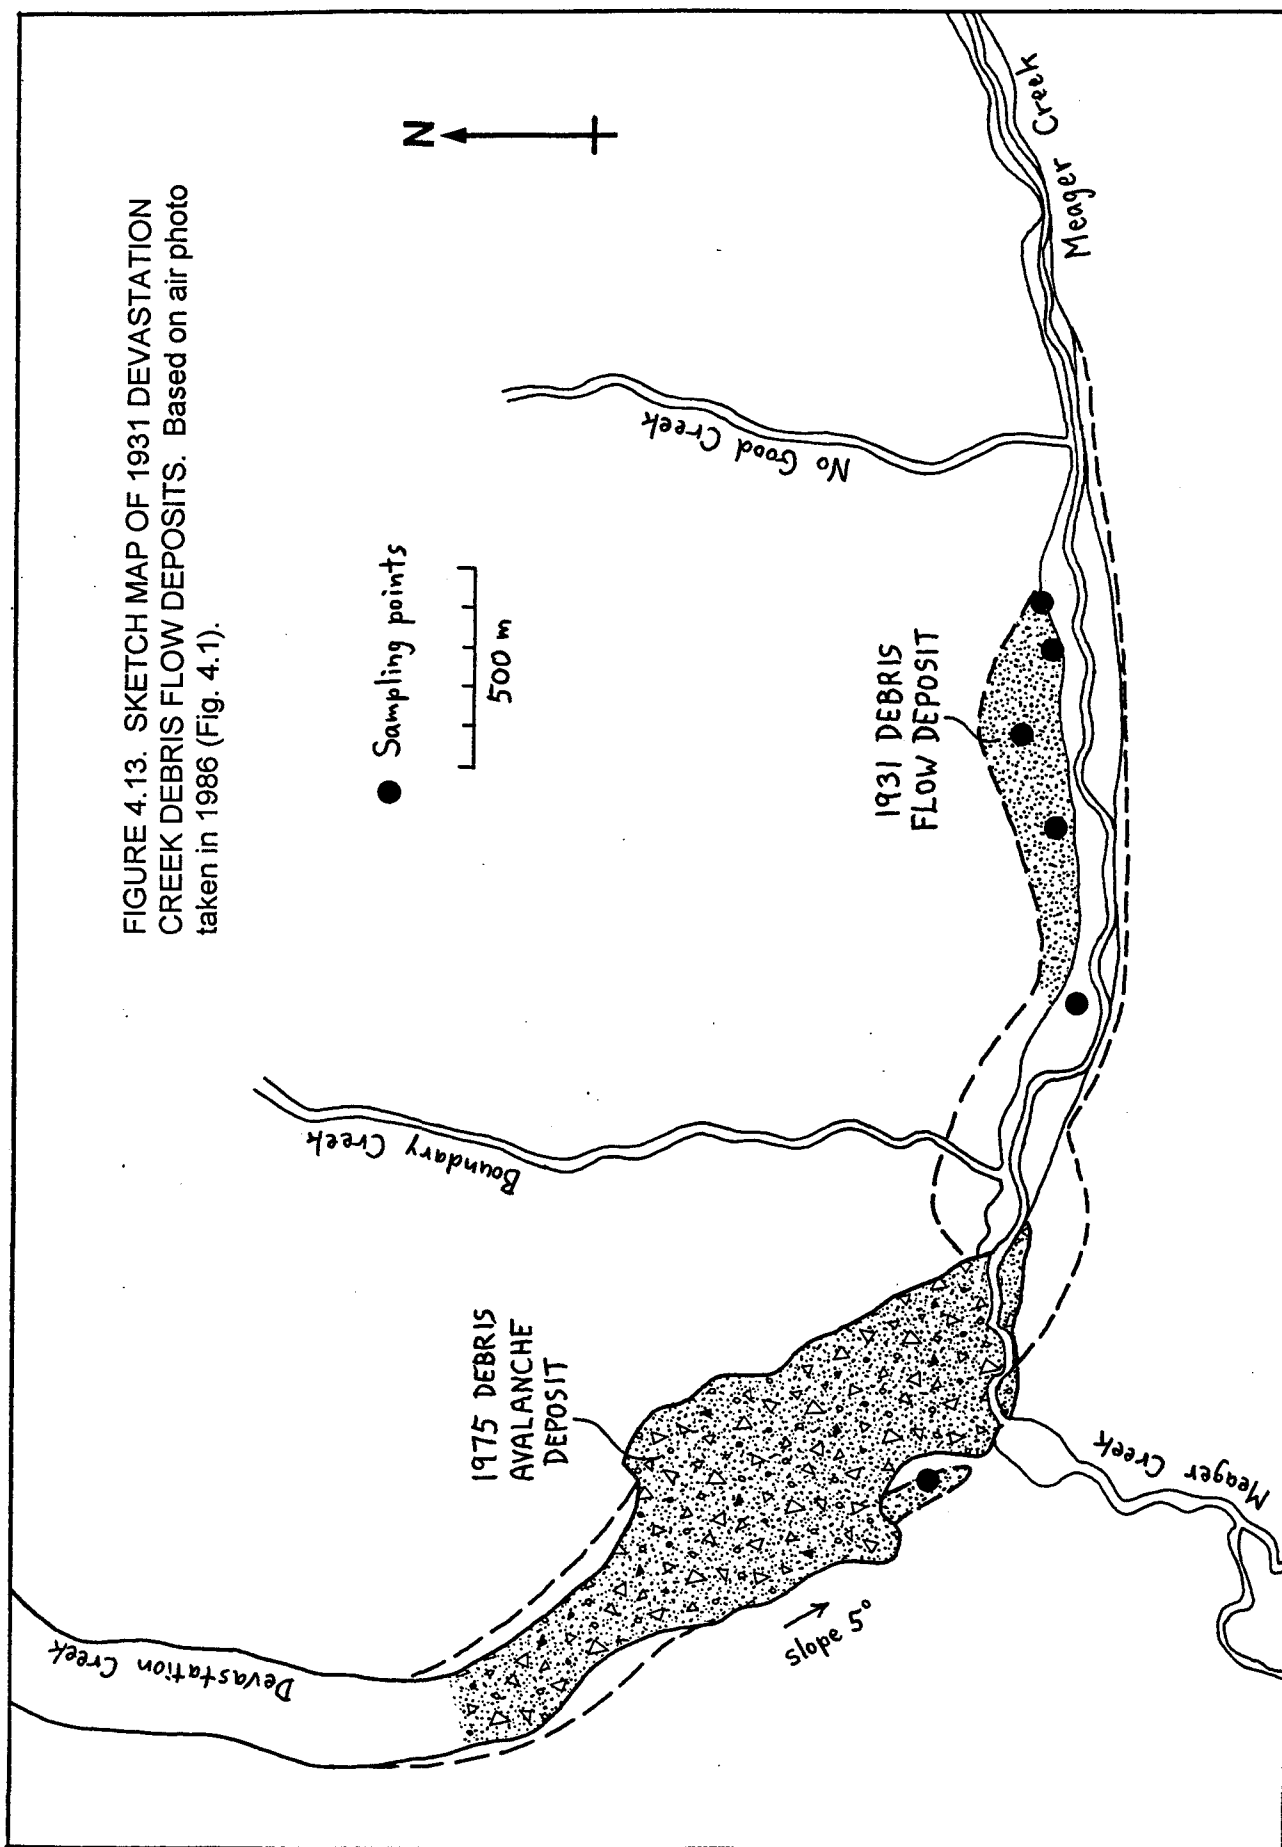 FIGURE 4.13. SKETCH MAP OF 1931 DEVASTATION
CREEK DEBRIS FLOW DEPOSITS. Based on air photo
taken in 1986 (Fig. 4.1).
N
Sampling points
500 m
Devastation Creek
1975 DEBRIS
AVALANCHE
DEPOSIT
Boundary Creek
No Good Creek
1931 DEBRIS
FLOW DEPOSIT
slope 5°
Meager Creek
Meager Creek